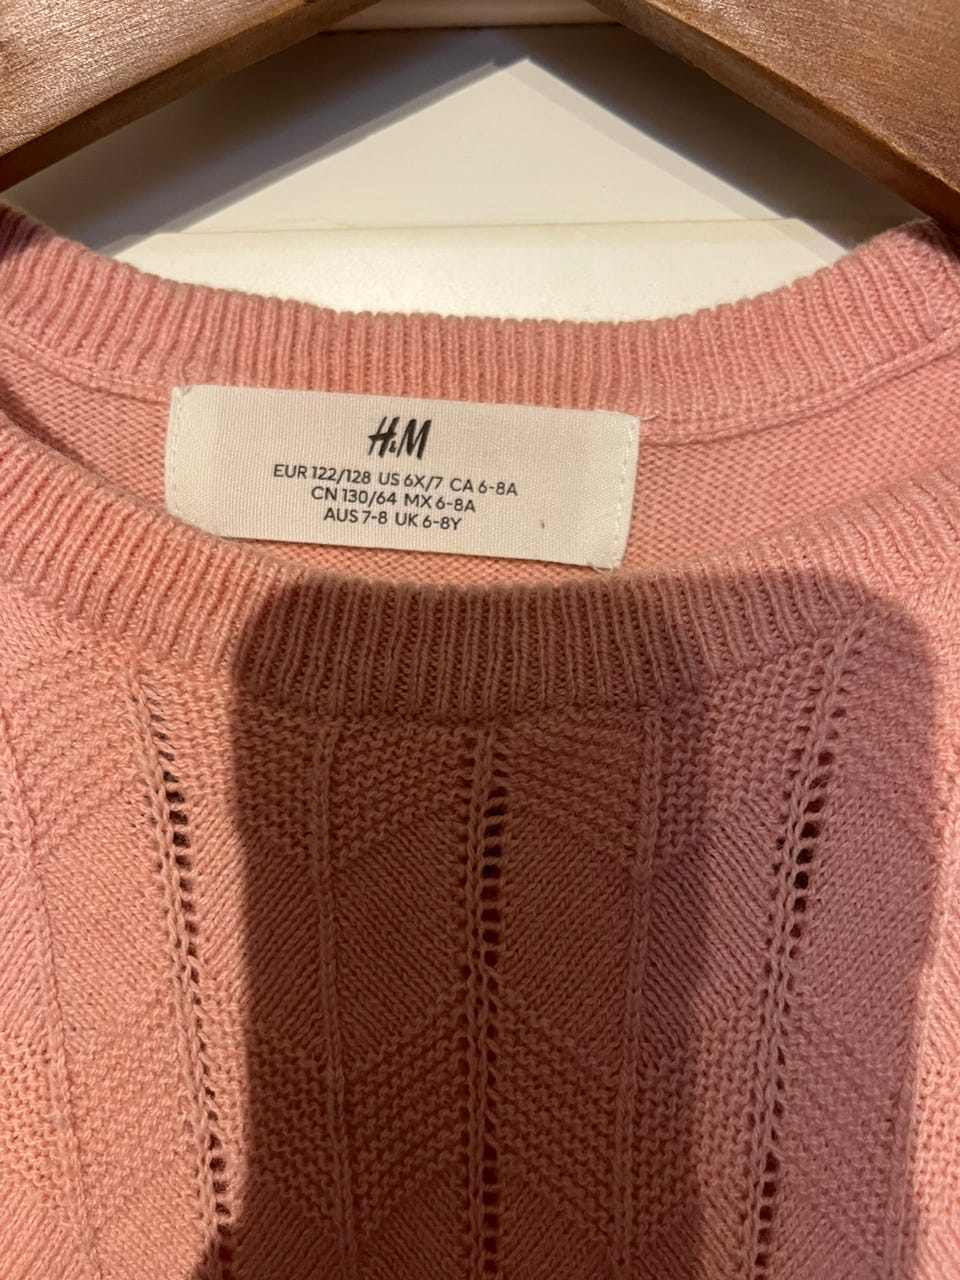 H&M
EUR 122/128 US 6X/7 CA 6-8A
CN 130/64 MX 6-8A
AUS 7-8 UK 6-8Y